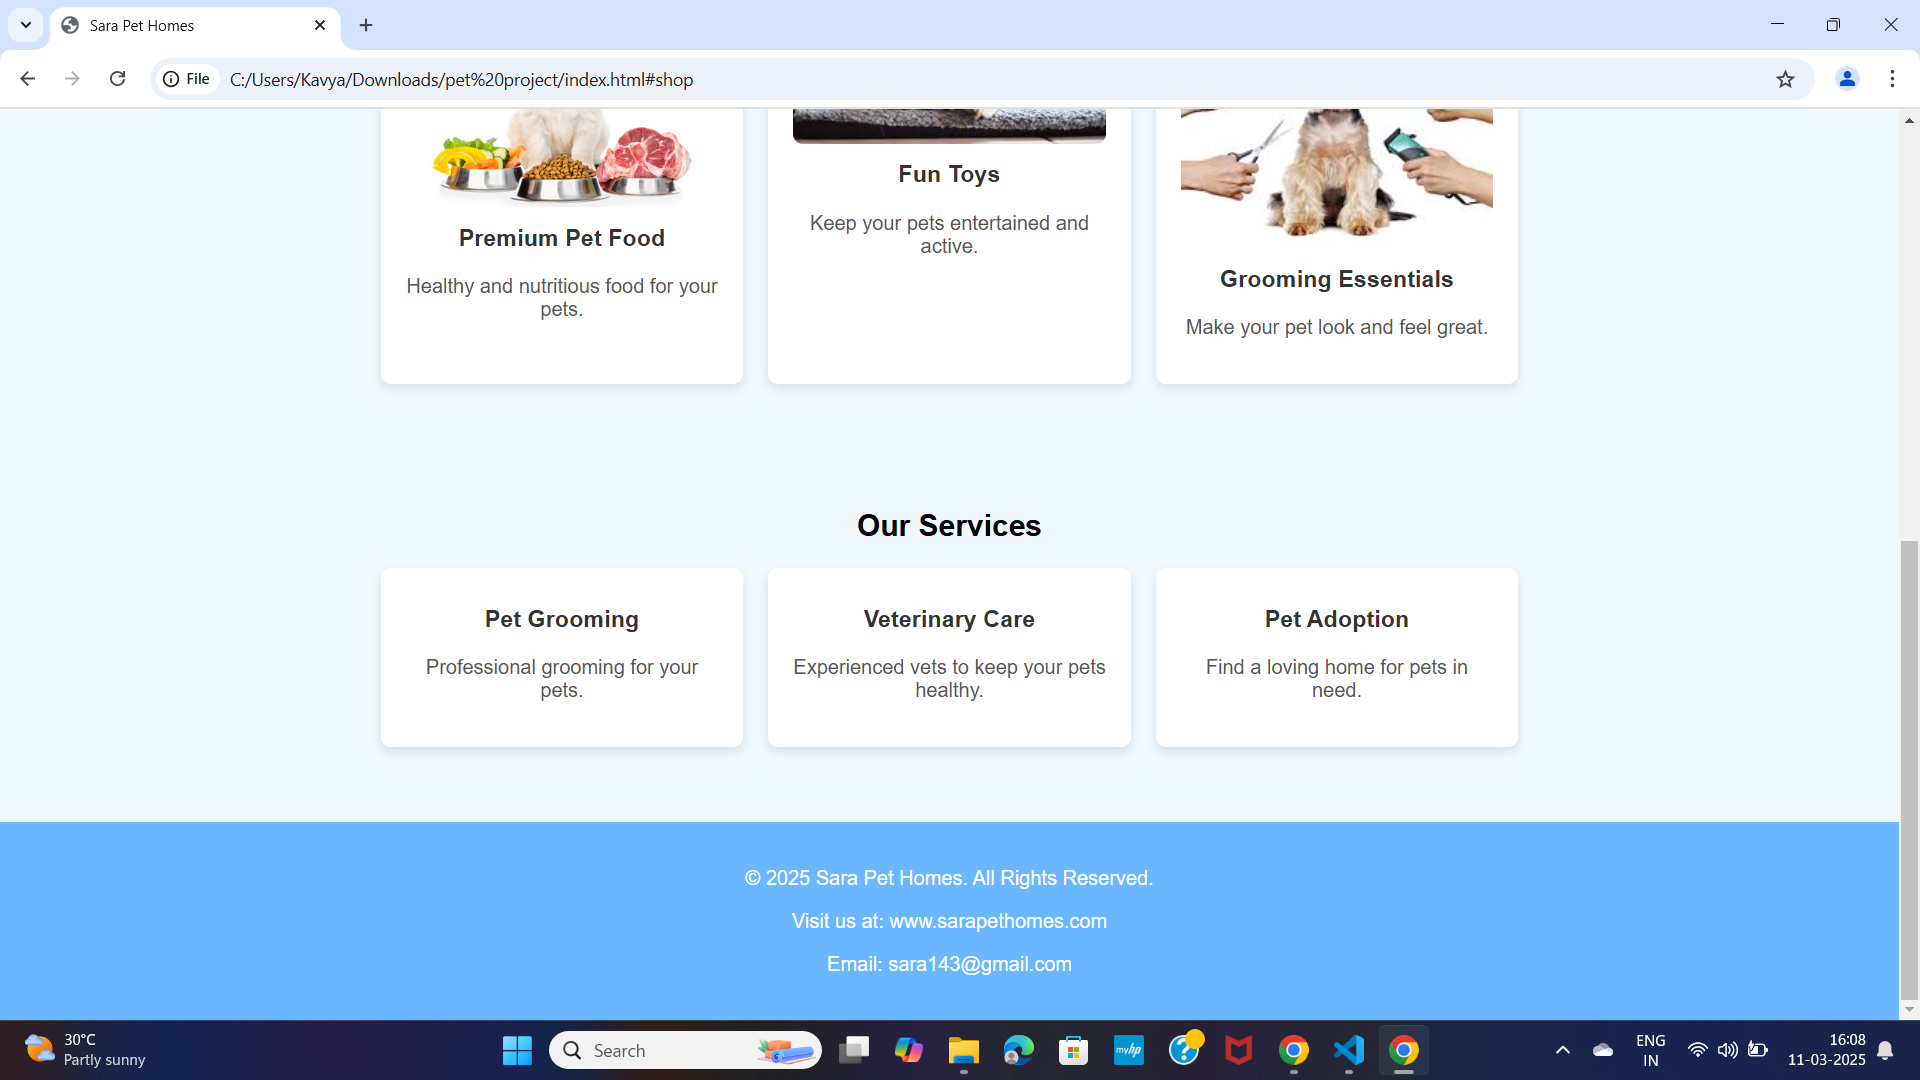 Sara Pet Homes
File
C:/Users/Kavya/Downloads/pet%20project/index.html#shop
Premium Pet Food
Healthy and nutritious food for your
pets.
Fun Toys
Keep your pets entertained and
active.
Grooming Essentials
Make your pet look and feel great.
Our Services
Pet Grooming
Professional grooming for your
pets.
Veterinary Care
Experienced vets to keep your pets
healthy.
Pet Adoption
Find a loving home for pets in
need.
© 2025 Sara Pet Homes. All Rights Reserved.
Visit us at: www.sarapethomes.com
Email: sara143@gmail.com
30°C
Partly sunny
Search
myhp
ENG
IN
16:08
11-03-2025